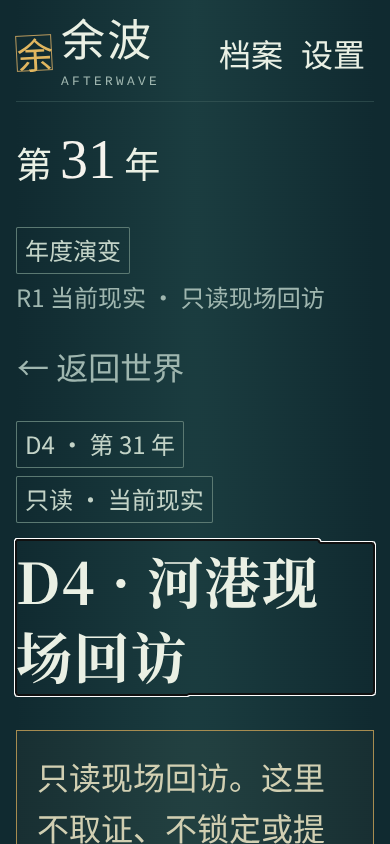 余 余波 档案 设置
AFTERWAVE
第 31 年
年度演变
R1 当前现实 · 只读现场回访
← 返回世界
D4 · 第 31 年
只读 · 当前现实
D4 · 河港现
场回访
只读现场回访。这里
不取证、不锁定或提